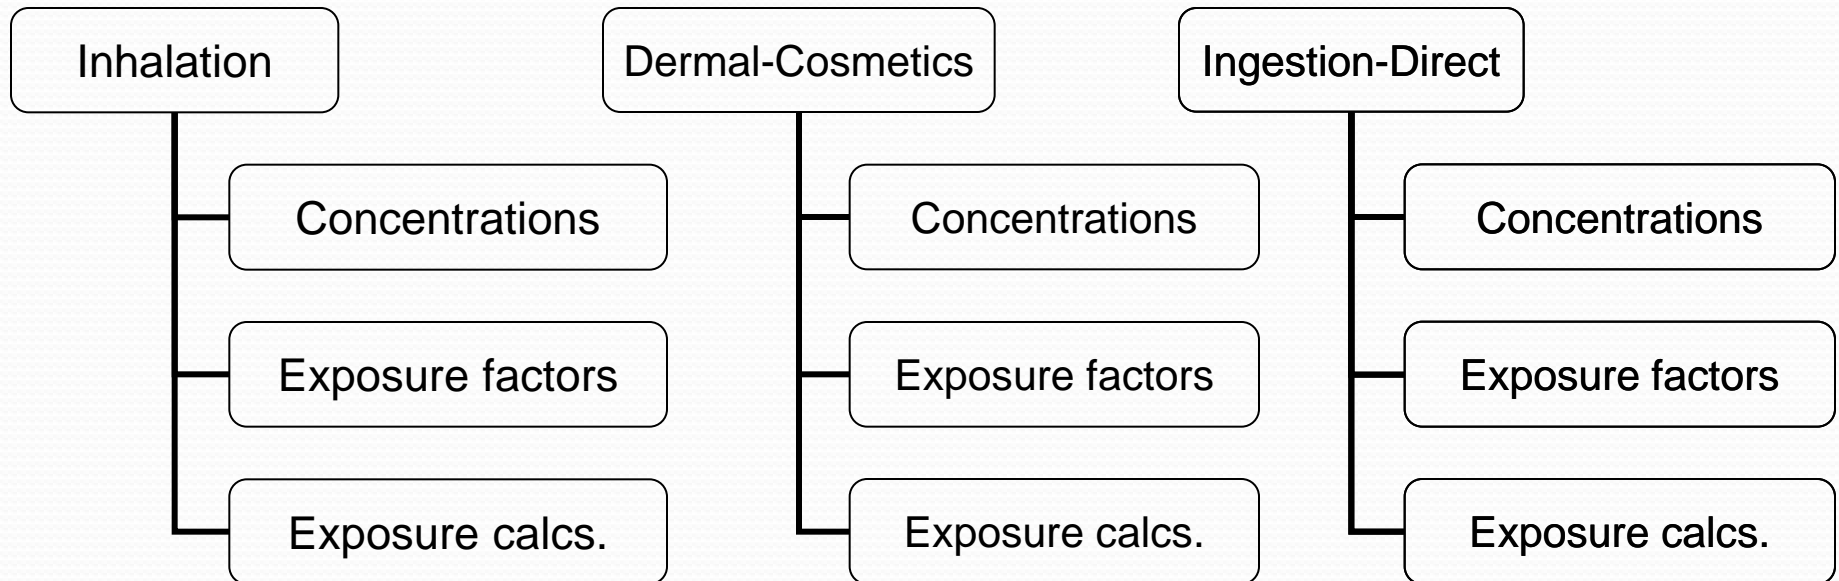 Inhalation
Concentrations
Exposure factors
Exposure calcs.
Dermal-Cosmetics
Concentrations
Exposure factors
Exposure calcs.
Ingestion-Direct
Concentrations
Exposure factors
Exposure calcs.